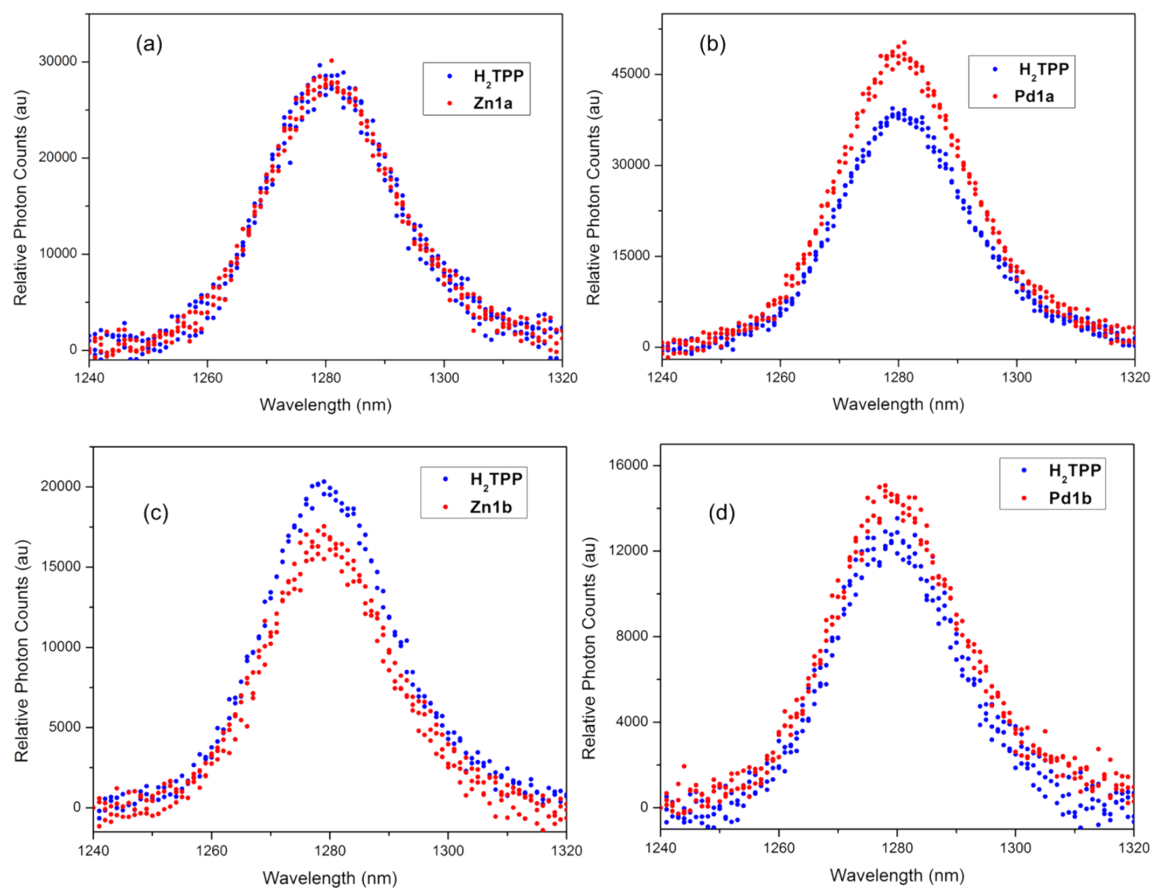 (a)
H2TPP
Zn1a
Relative Photon Counts (au)
30000
20000
10000
0
1240
1260
1280
1300
1320
Wavelength (nm)
(b)
H2TPP
Pd1a
Relative Photon Counts (au)
45000
30000
15000
0
1240
1260
1280
1300
1320
Wavelength (nm)
(c)
H2TPP
Zn1b
Relative Photon Counts (au)
20000
15000
10000
5000
0
1240
1260
1280
1300
1320
Wavelength (nm)
(d)
H2TPP
Pd1b
Relative Photon Counts (au)
16000
12000
8000
4000
0
1240
1260
1280
1300
1320
Wavelength (nm)